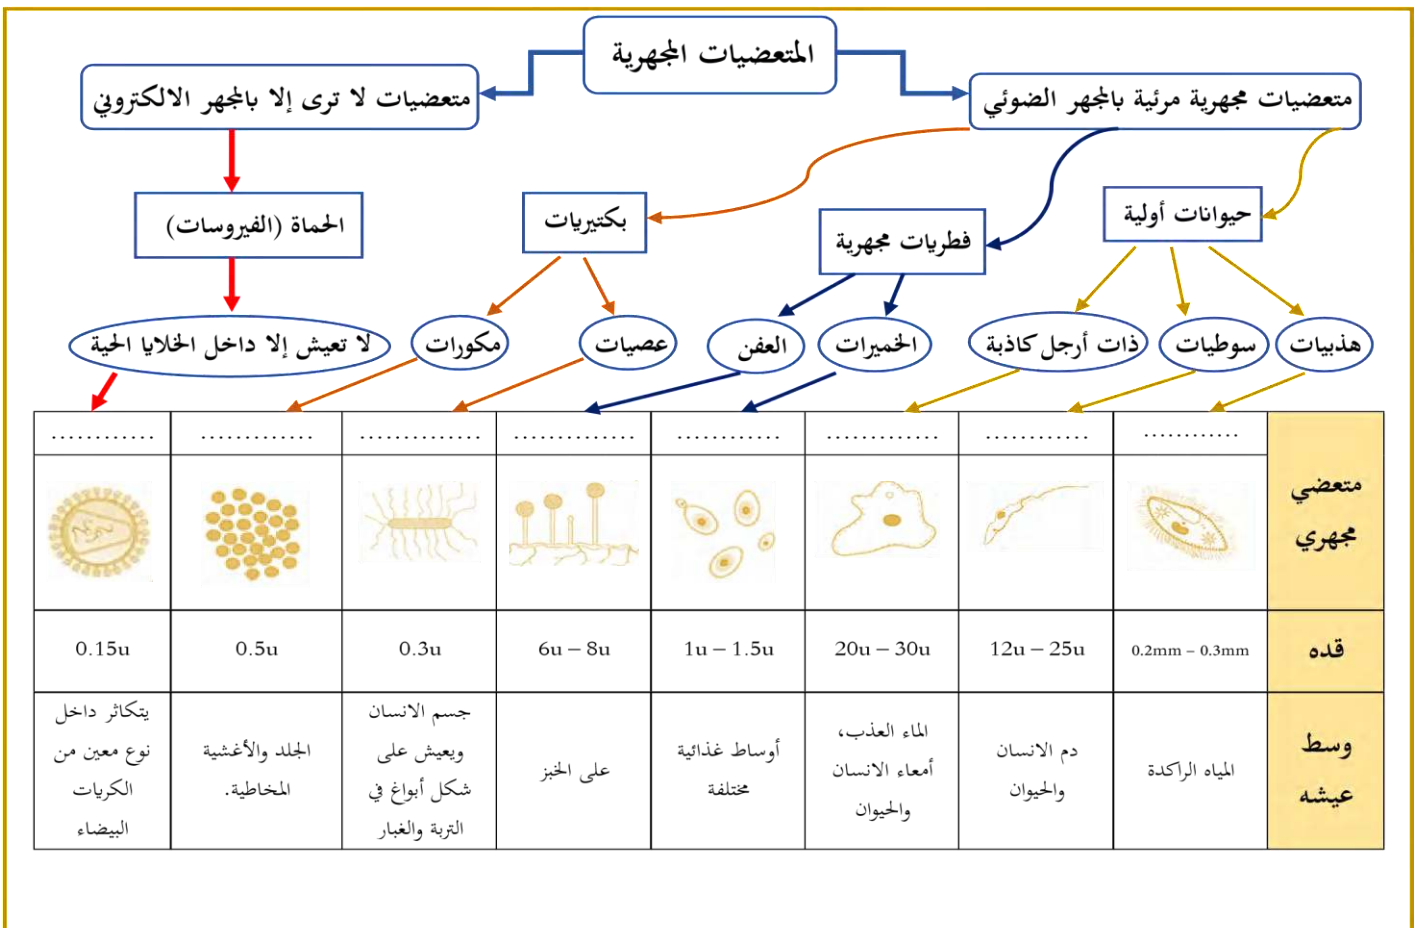 المتعضيات المجهرية
متعضيات مجهرية مرئية بالمجهر الضوئي
متعضيات لا ترى إلا بالمجهر الالكتروني
حيوانات أولية
فطريات مجهرية
بكتيريات
الحماة (الفيروسات)
هذبيات
سوطيات
ذات أرجل كاذبة
الخميرات
العفن
عصيات
مكورات
لا تعيش إلا داخل الخلايا الحية
متعضي
مجهري
............
............
.............
............
..............
..............
.............
............
قده
0.2mm – 0.3mm
12u – 25u
20u – 30u
1u – 1.5u
6u – 8u
0.3u
0.5u
0.15u
وسط
عيشه
المياه الراكدة
دم الانسان
والحيوان
الماء العذب،
أمعاء الانسان
والحيوان
أوساط غذائية
مختلفة
على الخبز
جسم الانسان
ويعيش على
شكل أبواغ في
التربة والغبار
الجلد والأغشية
المخاطية.
يتكاثر داخل
نوع معين من
الكريات
البيضاء